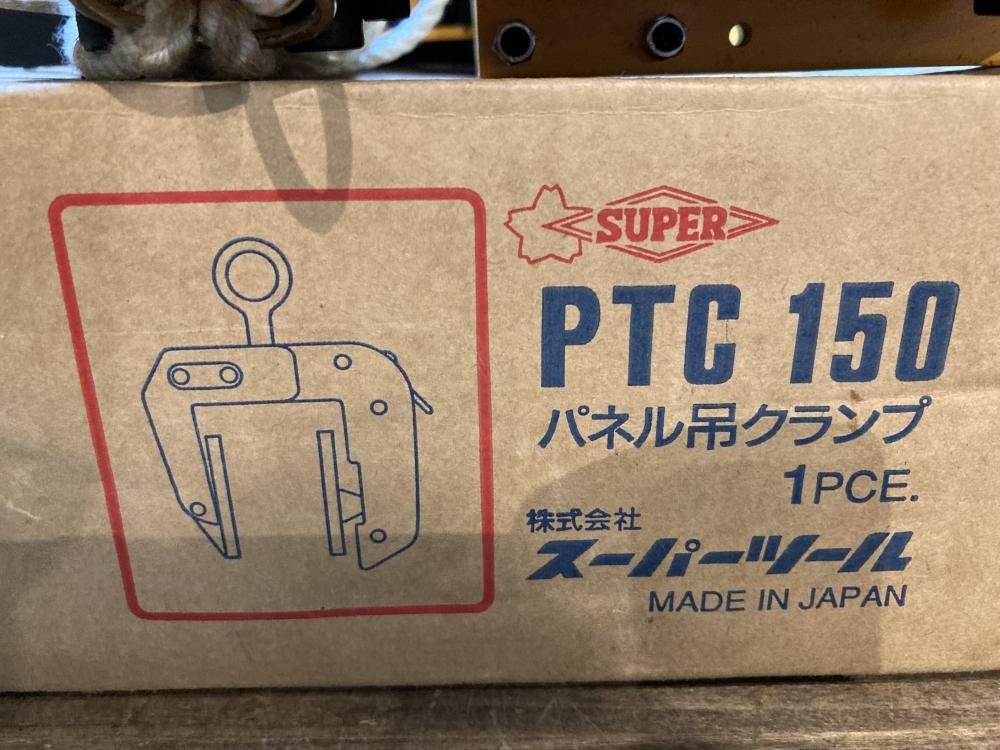 SUPER
PTC 150
パネル吊クランプ
1PCE.
株式会社
スーパーツール
MADE IN JAPAN